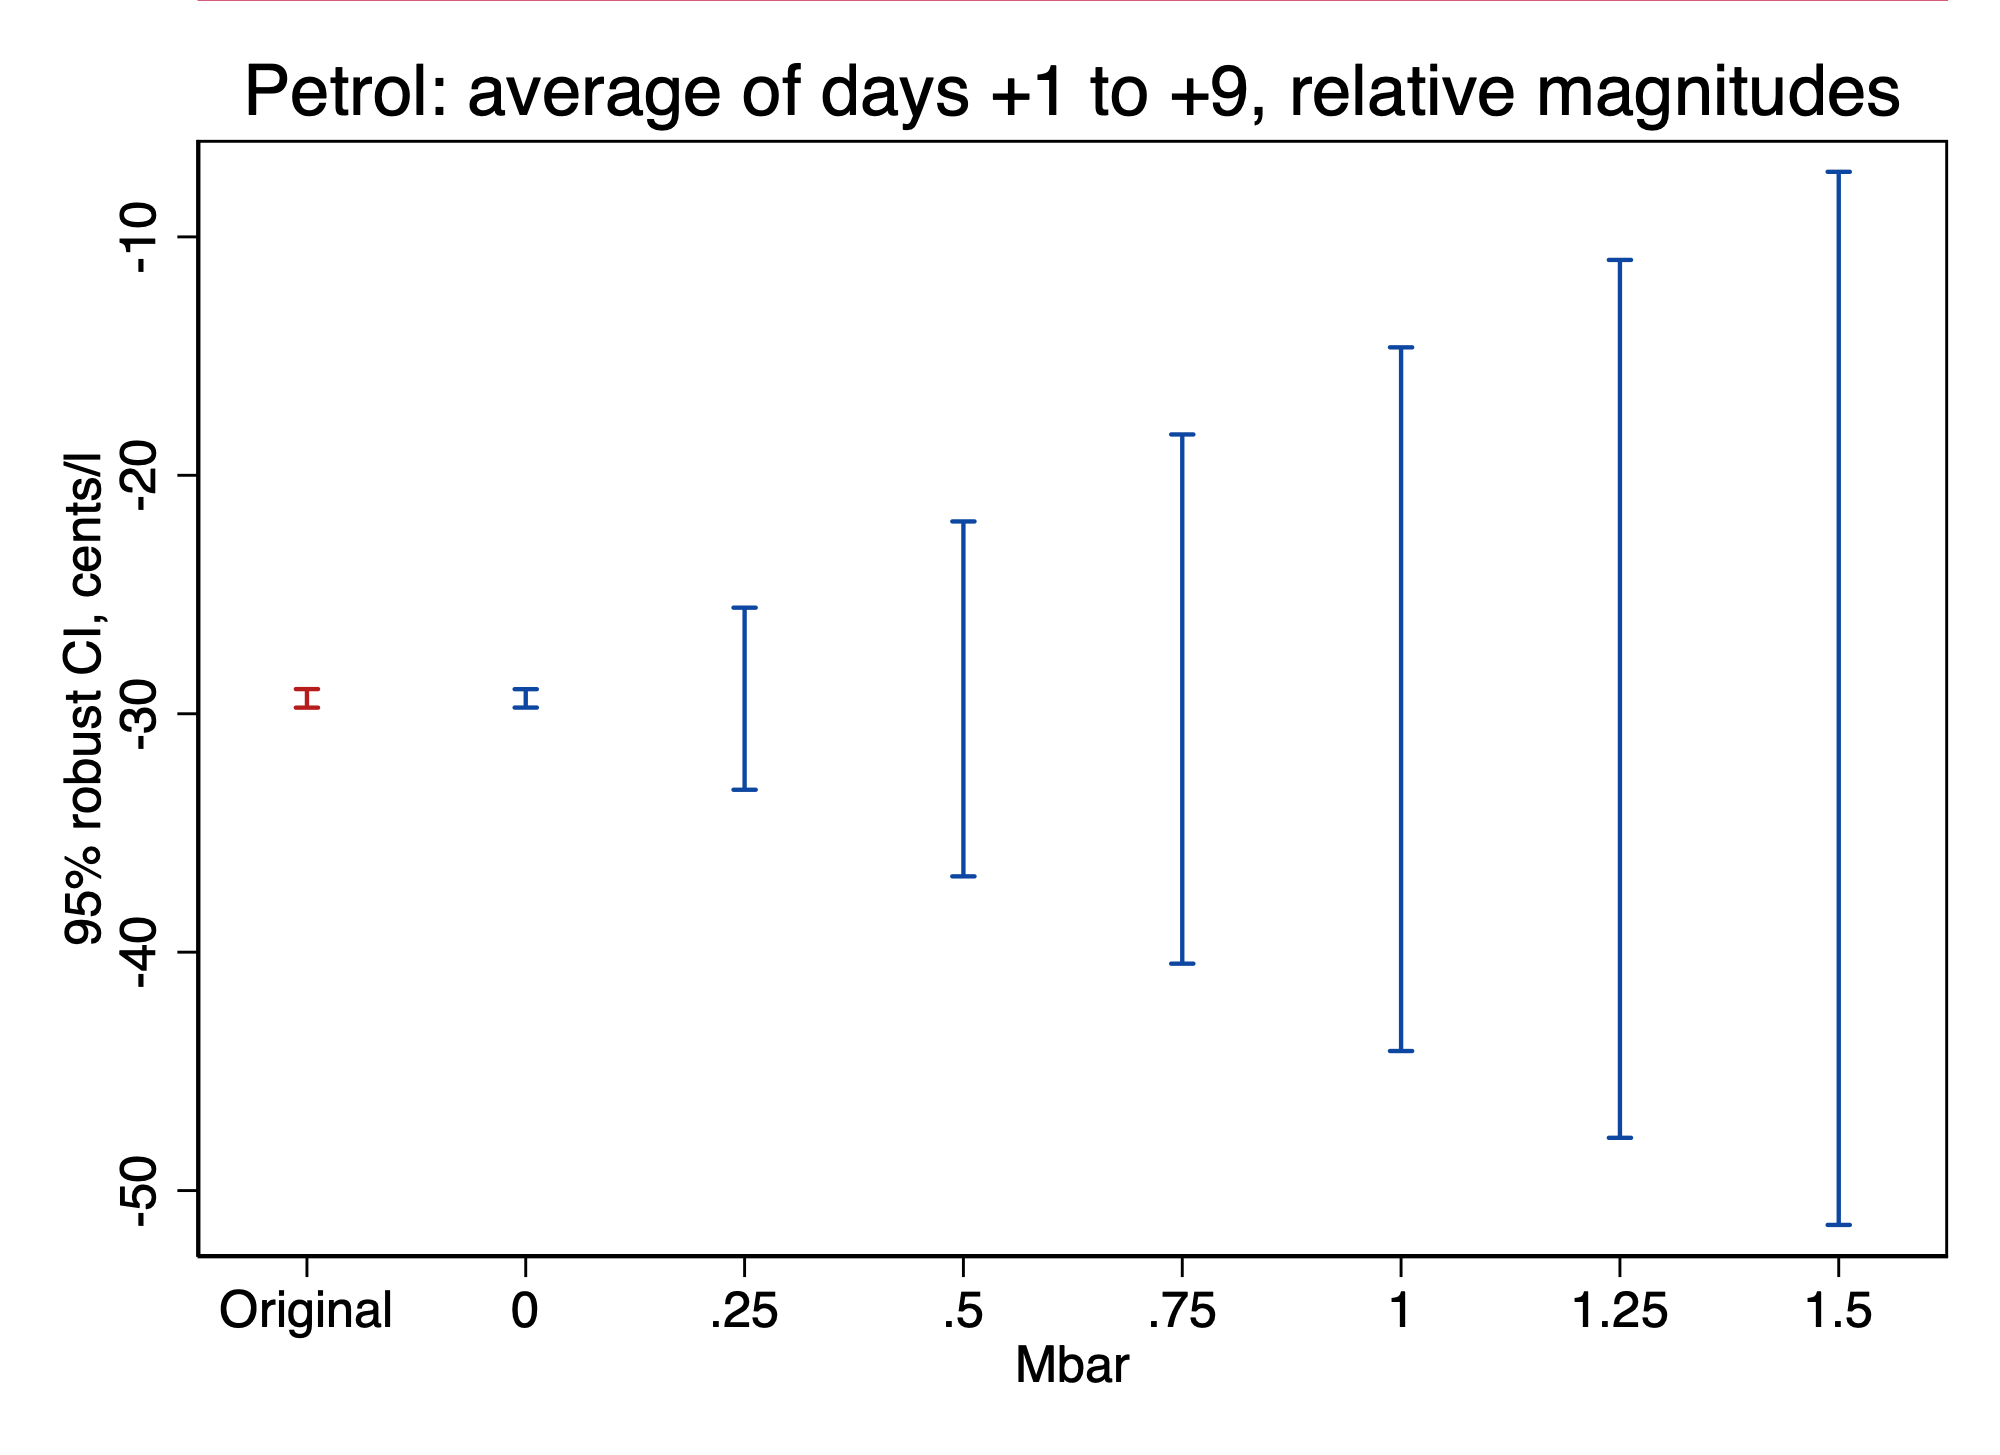 Petrol: average of days +1 to +9, relative magnitudes
95% robust CI, cents/l
-10
-20
-30
-40
-50
Original 0 .25 .5 .75 1 1.25 1.5
Mbar